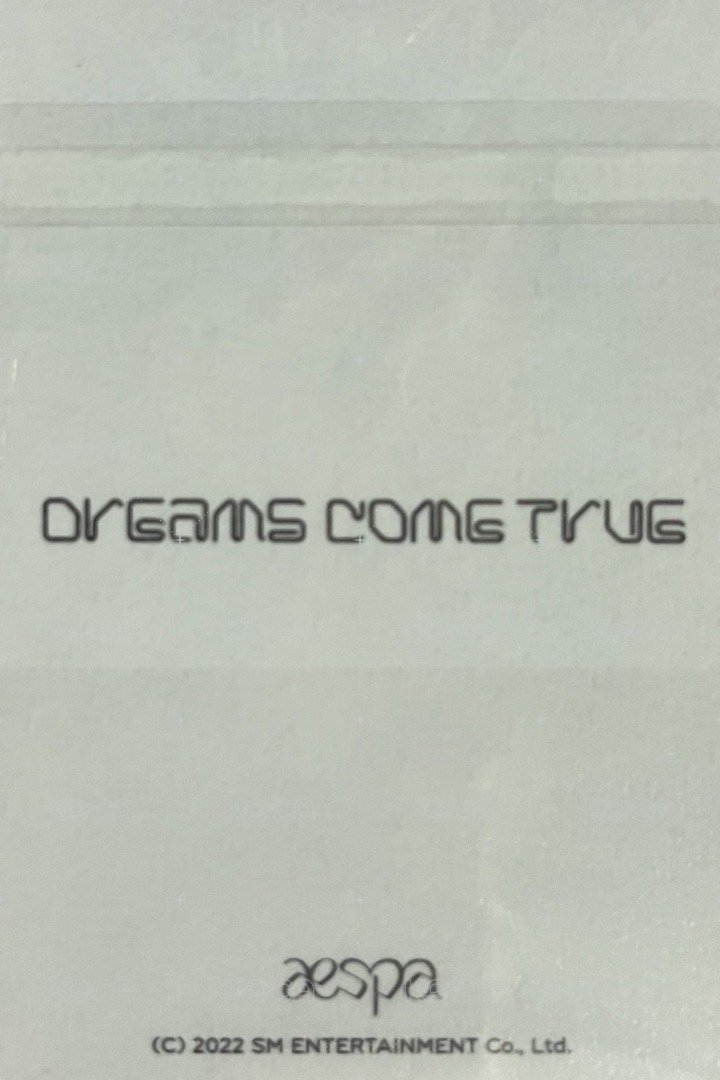 DREAMS COME TRUE
aespa
(C) 2022 SM ENTERTAINMENT Co., Ltd.